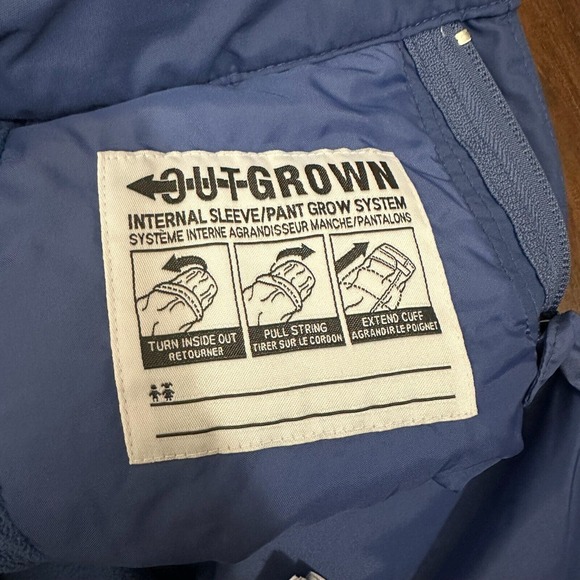 OUTGROWN
INTERNAL SLEEVE/PANT GROW SYSTEM
SYSTÈME INTERNE AGRANDISSEUR MANCHE/PANTALONS
TURN INSIDE OUT
RETOURNER
PULL STRING
TIRER SUR LE CORDON
EXTEND CUFF
AGRANDIR LE POIGNET